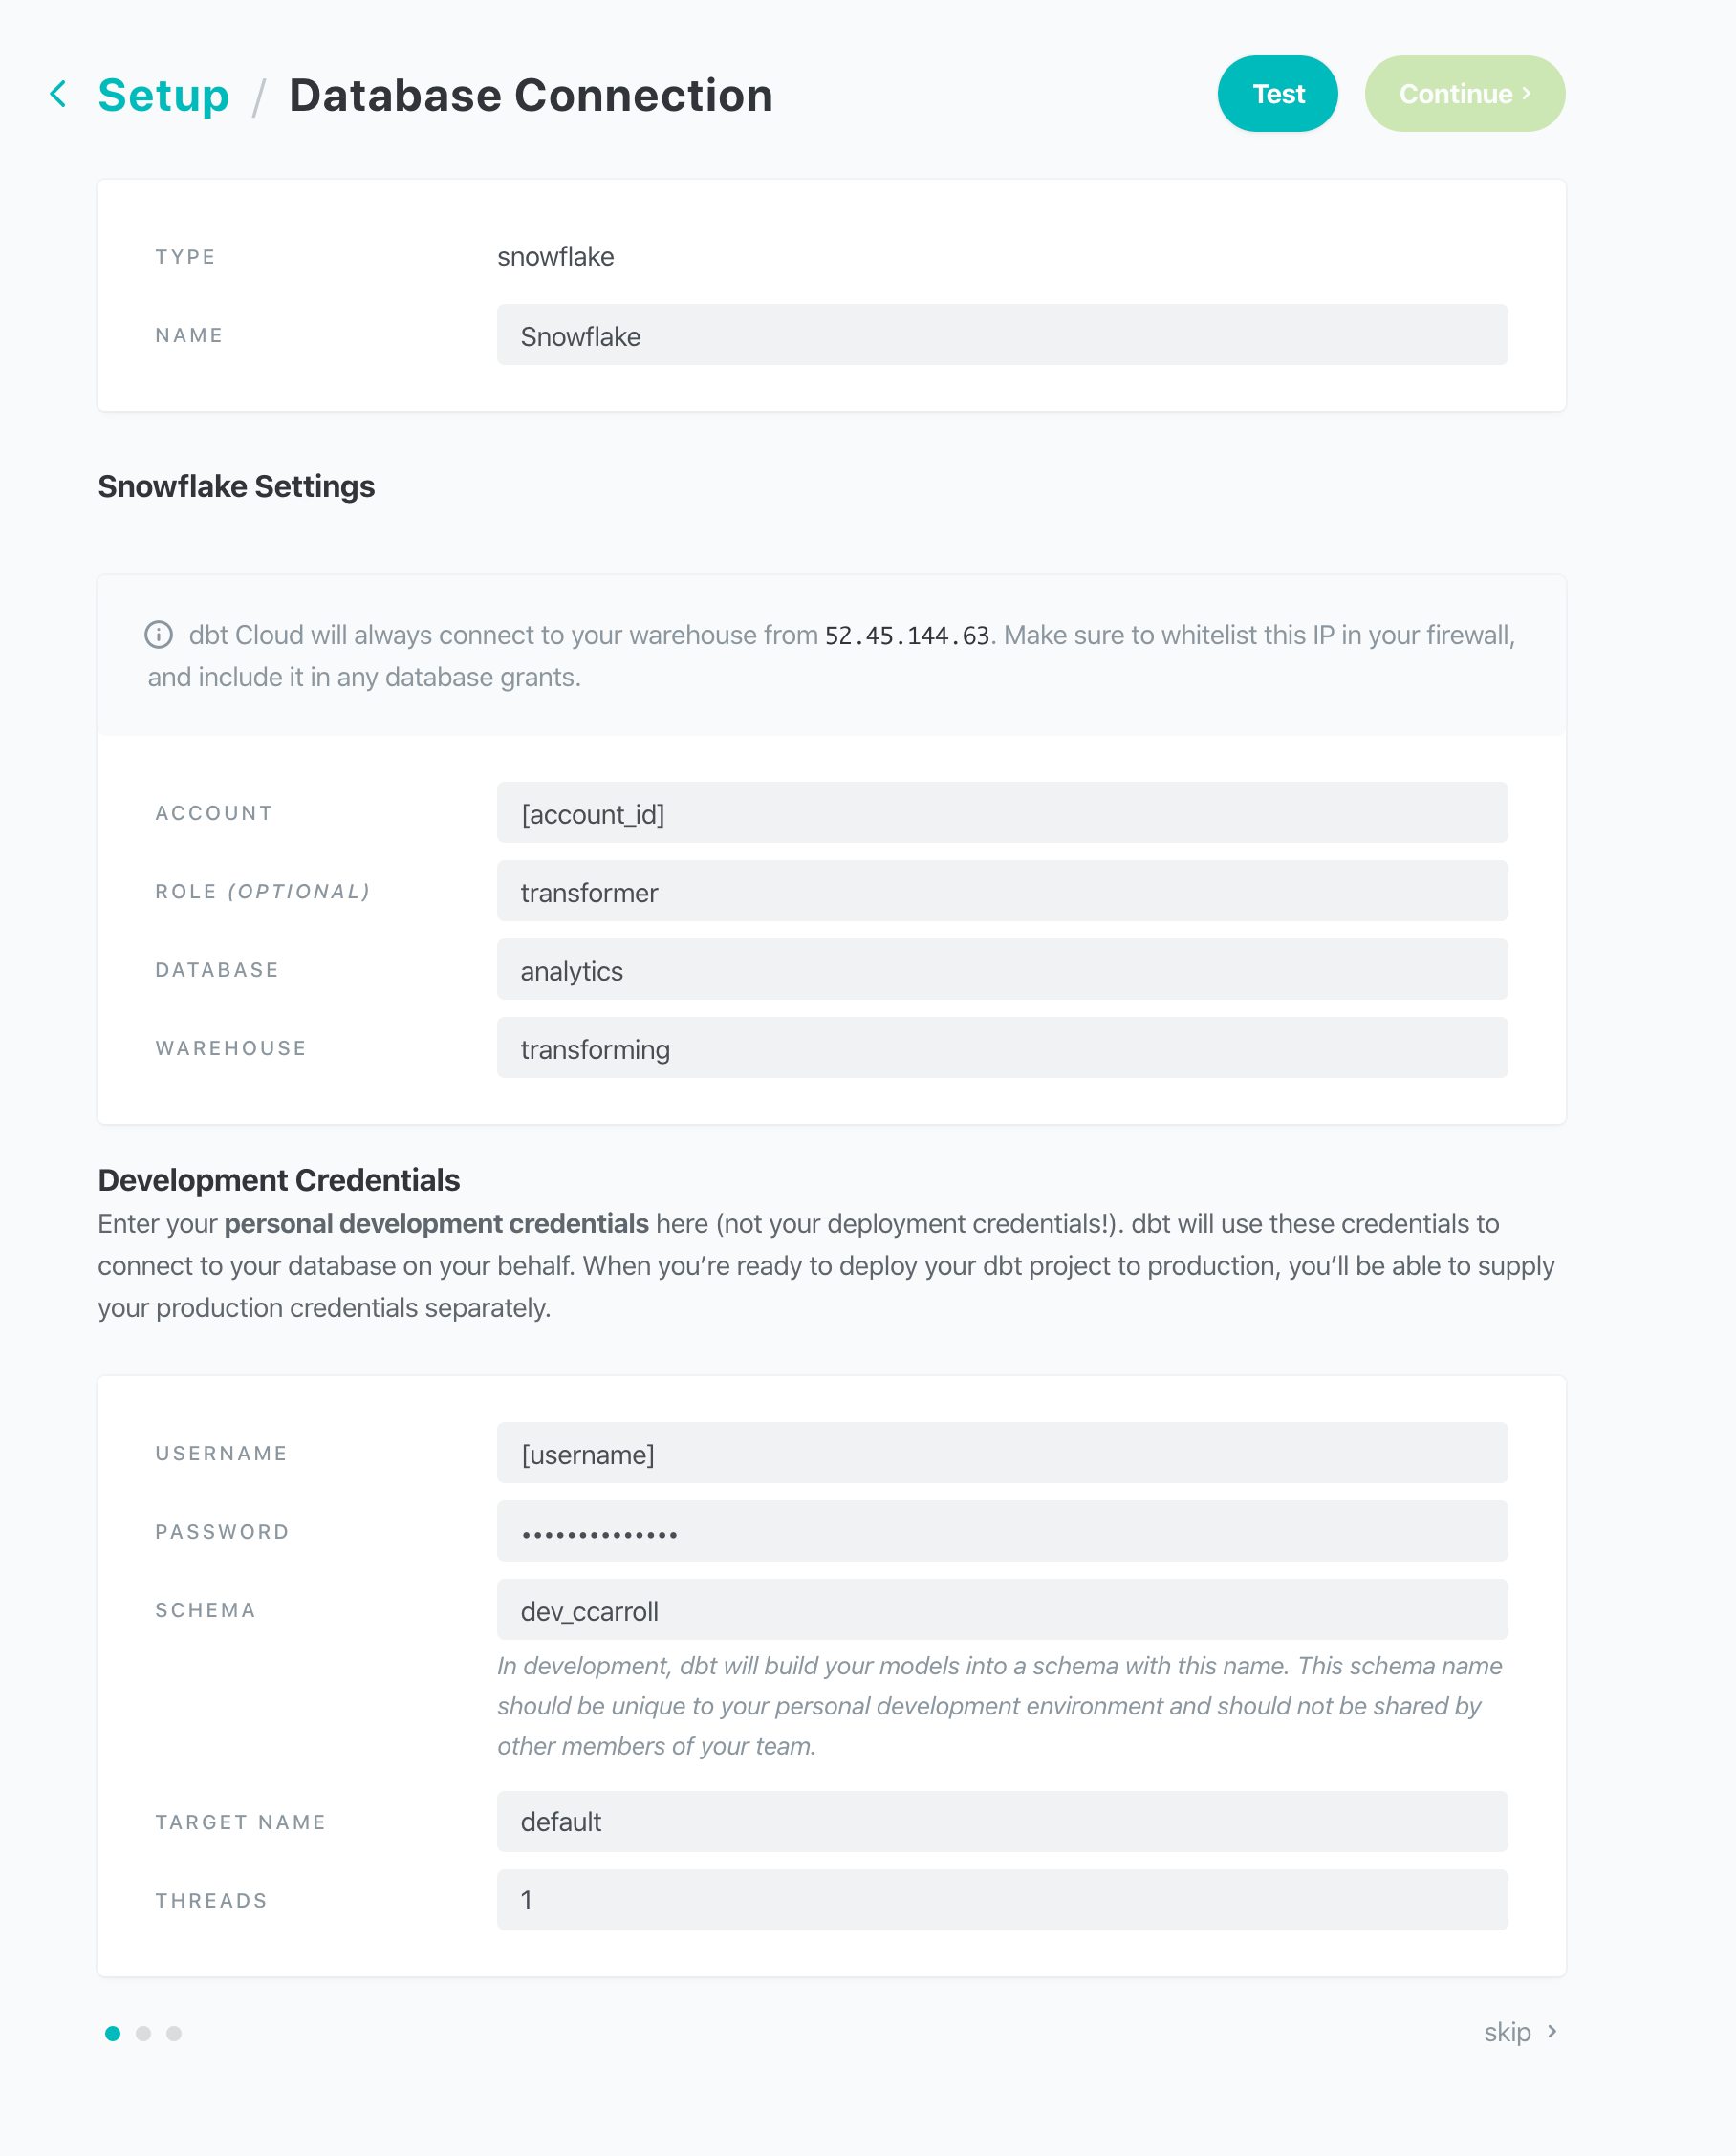 Setup / Database Connection
Test
Continue ›
TYPE
snowflake
NAME
Snowflake
Snowflake Settings
dbt Cloud will always connect to your warehouse from 52.45.144.63. Make sure to whitelist this IP in your firewall,
and include it in any database grants.
ACCOUNT
[account_id]
ROLE (OPTIONAL)
transformer
DATABASE
analytics
WAREHOUSE
transforming
Development Credentials
Enter your personal development credentials here (not your deployment credentials!). dbt will use these credentials to
connect to your database on your behalf. When you’re ready to deploy your dbt project to production, you’ll be able to supply
your production credentials separately.
USERNAME
[username]
PASSWORD
••••••••••••••
SCHEMA
dev_ccarroll
In development, dbt will build your models into a schema with this name. This schema name
should be unique to your personal development environment and should not be shared by
other members of your team.
TARGET NAME
default
THREADS
1
skip ›